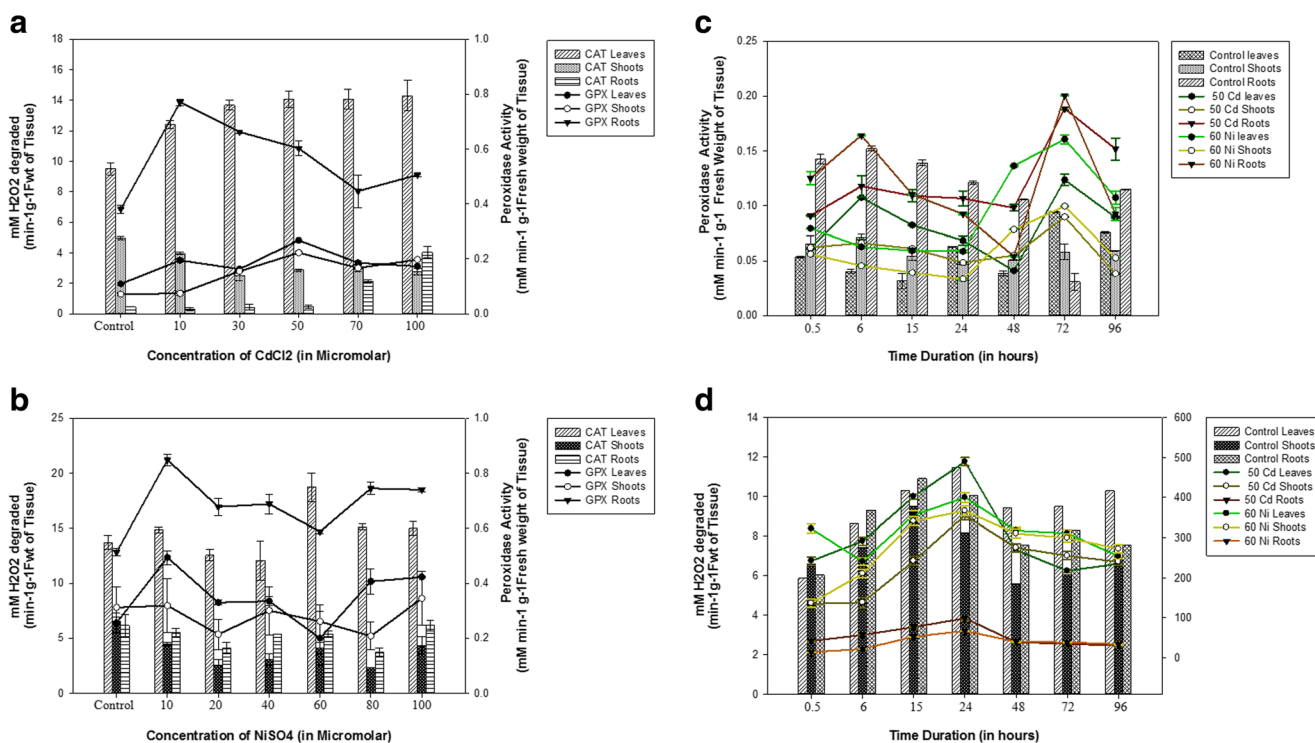 a
18
16
14
12
10
8
6
4
2
0
mM H2O2 degraded
(min-1g-1Fwt of Tissue)
1.0
0.8
0.6
0.4
0.2
0.0
Peroxidase Activity
(mM min-1 g-1Fresh weight of Tissue)
Control 10 30 50 70 100
Concentration of CdCl2 (in Micromolar)
CAT Leaves
CAT Shoots
CAT Roots
GPX Leaves
GPX Shoots
GPX Roots
b
25
20
15
10
5
0
mM H2O2 degraded
(min-1g-1Fwt of Tissue)
1.0
0.8
0.6
0.4
0.2
0.0
Peroxidase Activity
(mM min-1 g-1Fresh weight of Tissue)
Control 10 20 40 60 80 100
Concentration of NiSO4 (in Micromolar)
CAT Leaves
CAT Shoots
CAT Roots
GPX Leaves
GPX Shoots
GPX Roots
c
0.25
0.20
0.15
0.10
0.05
0.00
Peroxidase Activity
(mM min-1 g-1 Fresh Weight of Tissue)
0.5 6 15 24 48 72 96
Time Duration (in hours)
Control leaves
Control Shoots
Control Roots
50 Cd leaves
50 Cd Shoots
50 Cd Roots
60 Ni leaves
60 Ni Shoots
60 Ni Roots
d
14
12
10
8
6
4
2
0
mM H2O2 degraded
(min-1g-1Fwt of Tissue)
600
500
400
300
200
100
0
0.5 6 15 24 48 72 96
Time Duration (in hours)
Control Leaves
Control Shoots
Control Roots
50 Cd Leaves
50 Cd Shoots
50 Cd Roots
60 Ni Leaves
60 Ni Shoots
60 Ni Roots